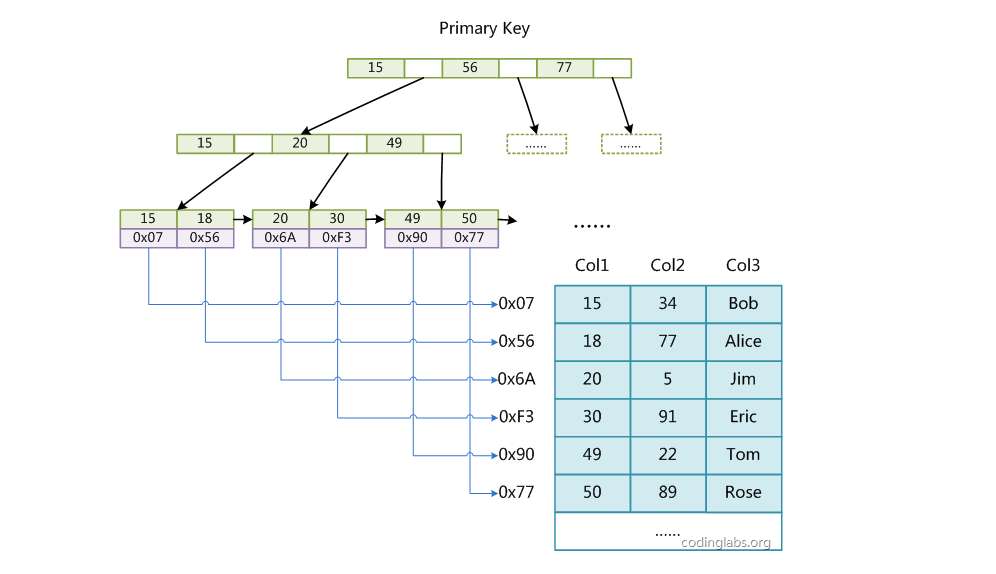 Primary Key
15 56 77
15 20 49 ...... ......
15 18 20 30 49 50
0x07 0x56 0x6A 0xF3 0x90 0x77
......
Col1 Col2 Col3
0x07 15 34 Bob
0x56 18 77 Alice
0x6A 20 5 Jim
0xF3 30 91 Eric
0x90 49 22 Tom
0x77 50 89 Rose
......
codinglabs.org